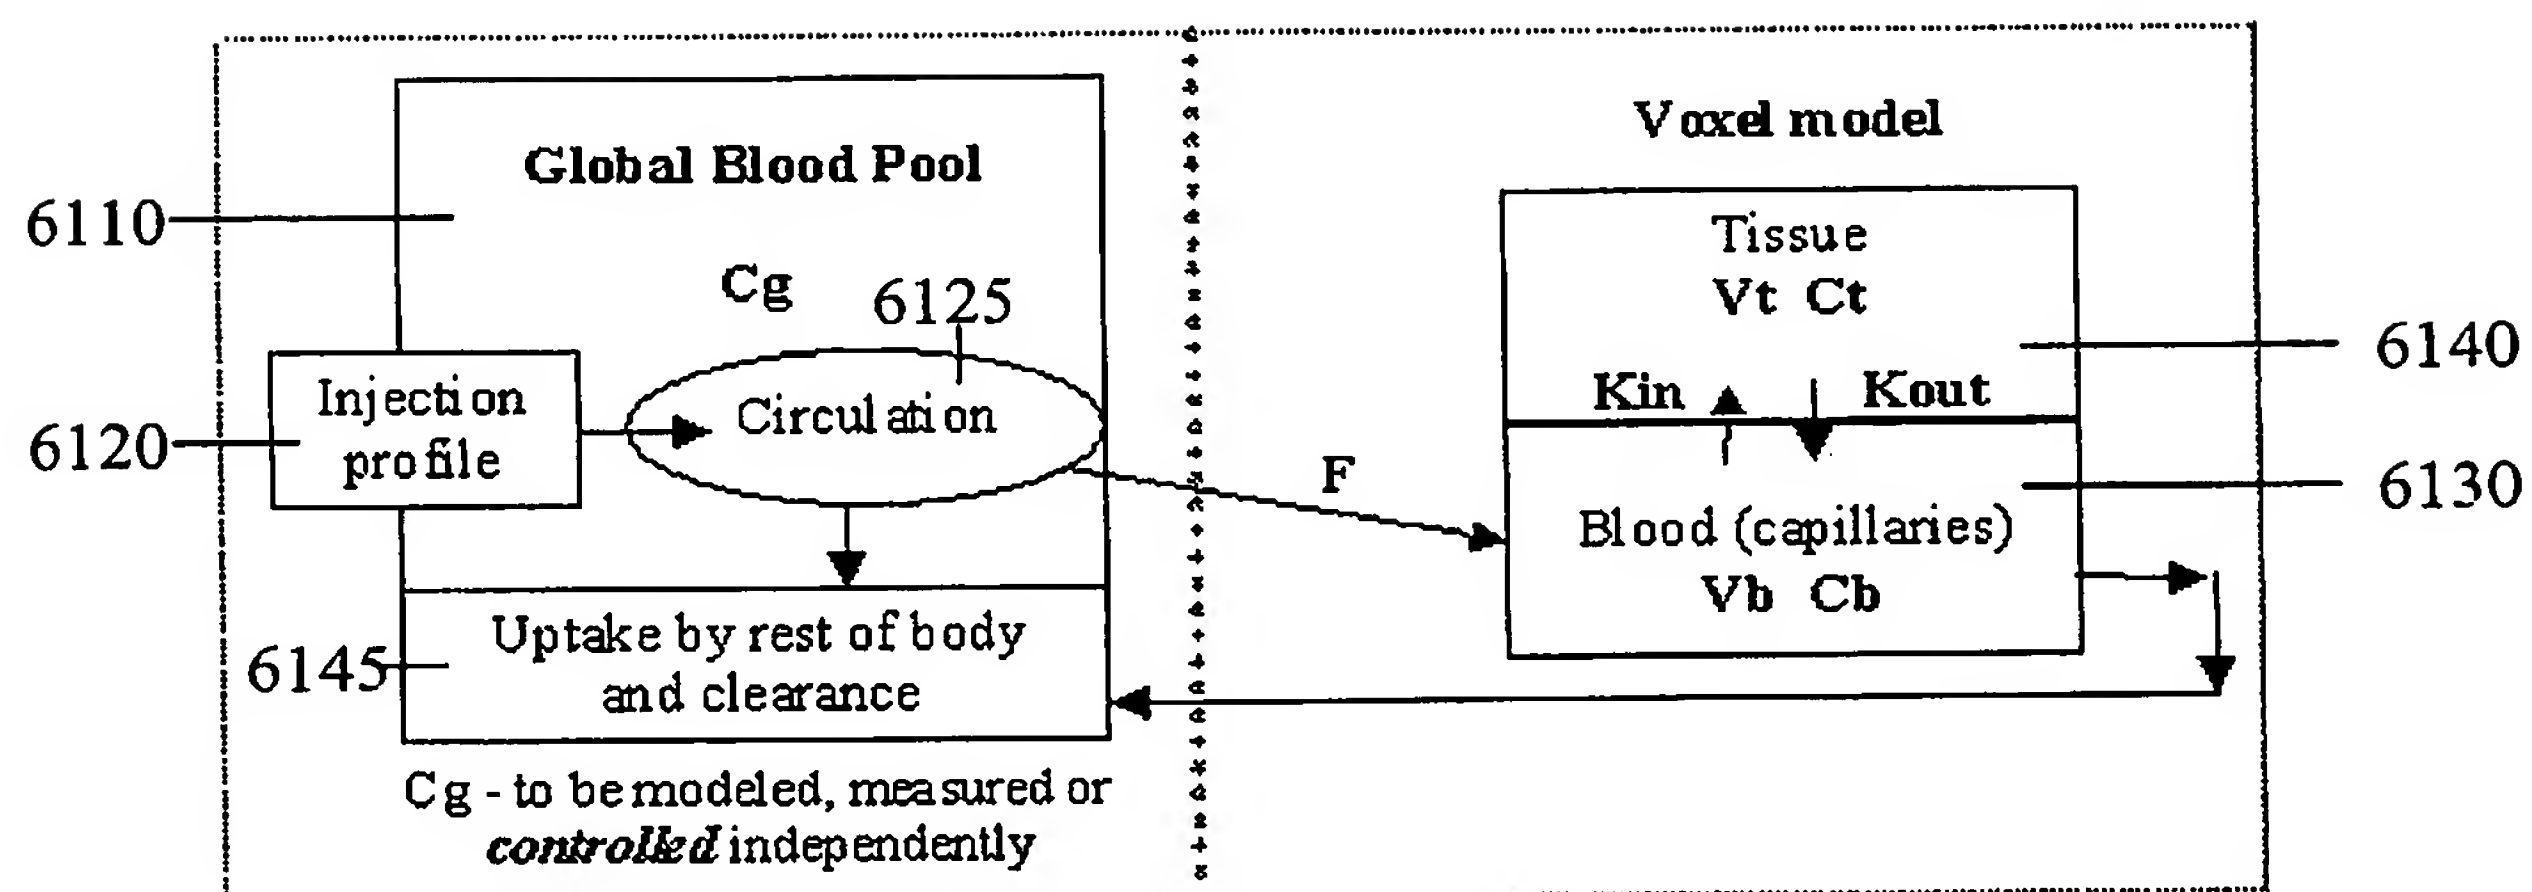 Global Blood Pool
6110
Cg
6125
Injection
profile
6120
Circulation
Uptake by rest of body
and clearance
6145
Cg - to be modeled, measured or
controlled independently
F
Voxel model
Tissue
Vt Ct
6140
Kin
Kout
6130
Blood (capillaries)
Vb Cb